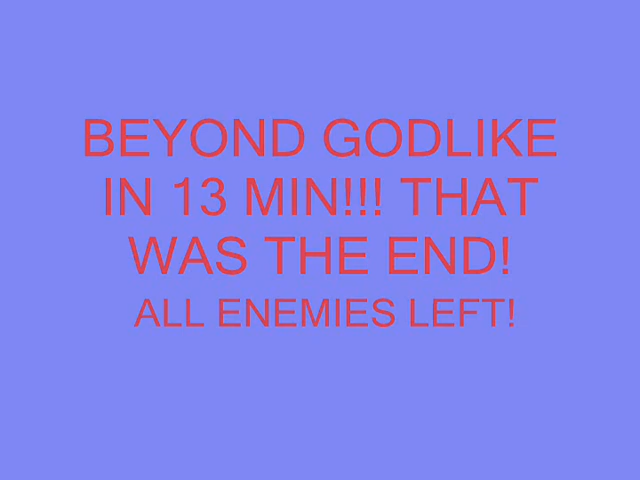 BEYOND GODLIKE
IN 13 MIN!!! THAT
WAS THE END!
ALL ENEMIES LEFT!